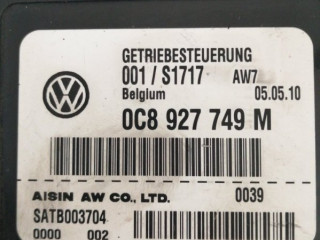 GETRIEBESTEUERUNG
001 / S1717 AW7
Belgium 05.05.10
0C8 927 749 M
AISIN AW CO., LTD. 0039
SATB003704
0000 002